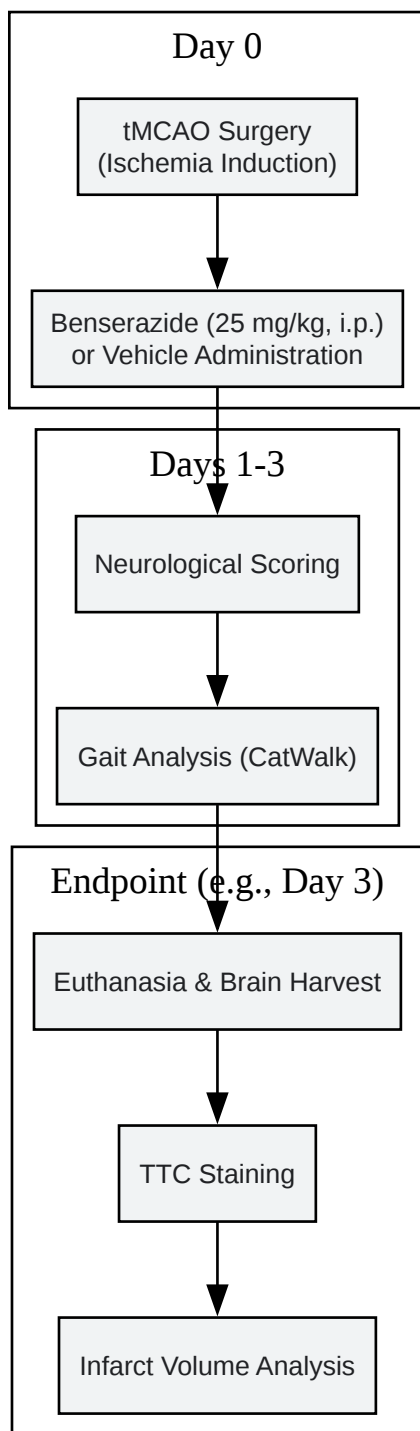 Day 0
tMCAO Surgery
(Ischemia Induction)
Benserazide (25 mg/kg, i.p.)
or Vehicle Administration
Days 1-3
Neurological Scoring
Gait Analysis (CatWalk)
Endpoint (e.g., Day 3)
Euthanasia & Brain Harvest
TTC Staining
Infarct Volume Analysis